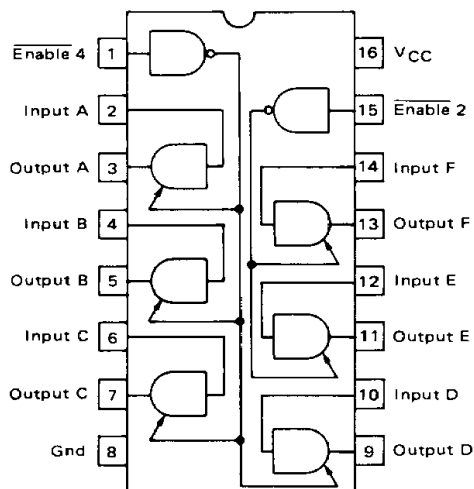 Enable 4 1
Input A 2
Output A 3
Input B 4
Output B 5
Input C 6
Output C 7
Gnd 8
16 VCC
15 Enable 2
14 Input F
13 Output F
12 Input E
11 Output E
10 Input D
9 Output D